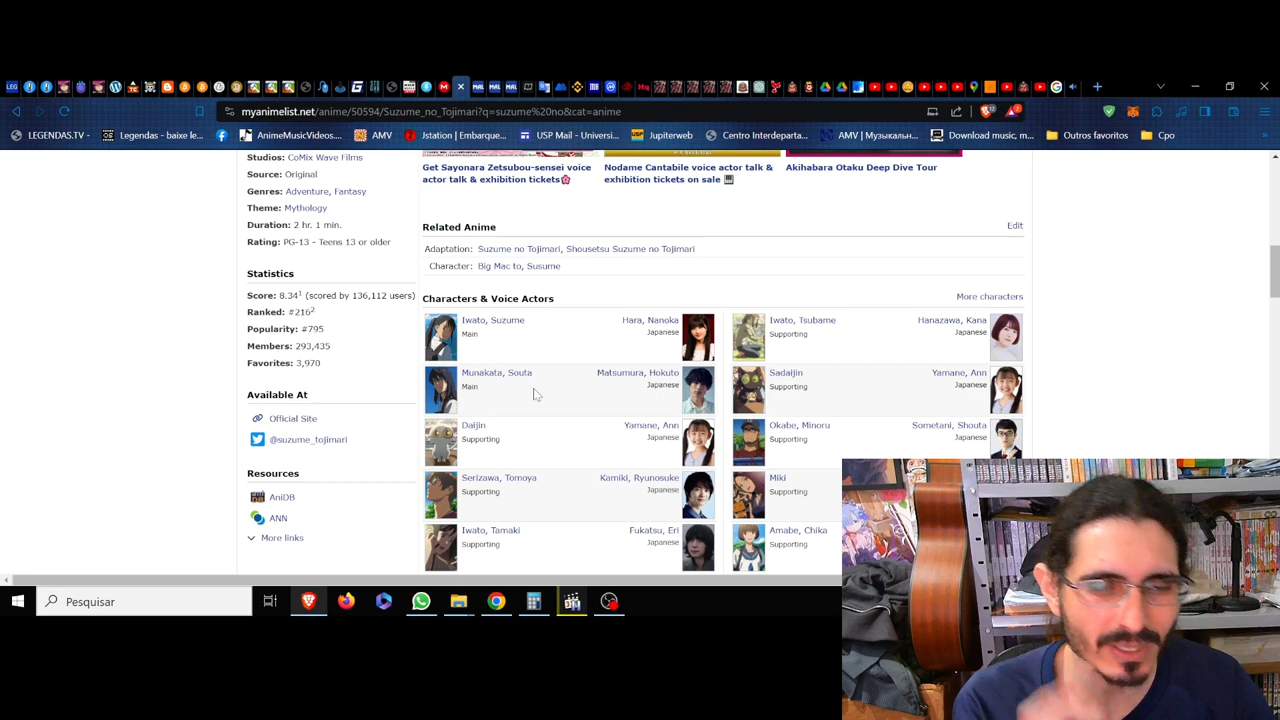 myanimelist.net/anime/50594/Suzume_no_Tojimari?q=suzume%20no&cat=anime
LEGENDAS.TV -
Legendas - baixe le...
AnimeMusicVideos....
AMV
Jstation | Embarque...
USP Mail - Universi...
Jupiterweb
Centro Interdeparta...
AMV | Музыкальн...
Download music, m...
Outros favoritos
Cpo
Studios: CoMix Wave Films
Source: Original
Genres: Adventure, Fantasy
Theme: Mythology
Duration: 2 hr. 1 min.
Rating: PG-13 - Teens 13 or older
Statistics
Score: 8.34¹ (scored by 136,112 users)
Ranked: #216²
Popularity: #795
Members: 293,435
Favorites: 3,970
Available At
Official Site
@suzume_tojimari
Resources
AniDB
ANN
More links
Get Sayonara Zetsubou-sensei voice
actor talk & exhibition tickets🌸
Nodame Cantabile voice actor talk &
exhibition tickets on sale 🎹
Akihabara Otaku Deep Dive Tour
Related Anime
Edit
Adaptation: Suzume no Tojimari, Shousetsu Suzume no Tojimari
Character: Big Mac to, Susume
Characters & Voice Actors
More characters
Iwato, Suzume
Main
Hara, Nanoka
Japanese
Iwato, Tsubame
Supporting
Hanazawa, Kana
Japanese
Munakata, Souta
Main
Matsumura, Hokuto
Japanese
Sadaijin
Supporting
Yamane, Ann
Japanese
Daijin
Supporting
Yamane, Ann
Japanese
Okabe, Minoru
Supporting
Sometani, Shouta
Japanese
Serizawa, Tomoya
Supporting
Kamiki, Ryunosuke
Japanese
Miki
Supporting
Iwato, Tamaki
Supporting
Fukatsu, Eri
Japanese
Amabe, Chika
Supporting
Pesquisar